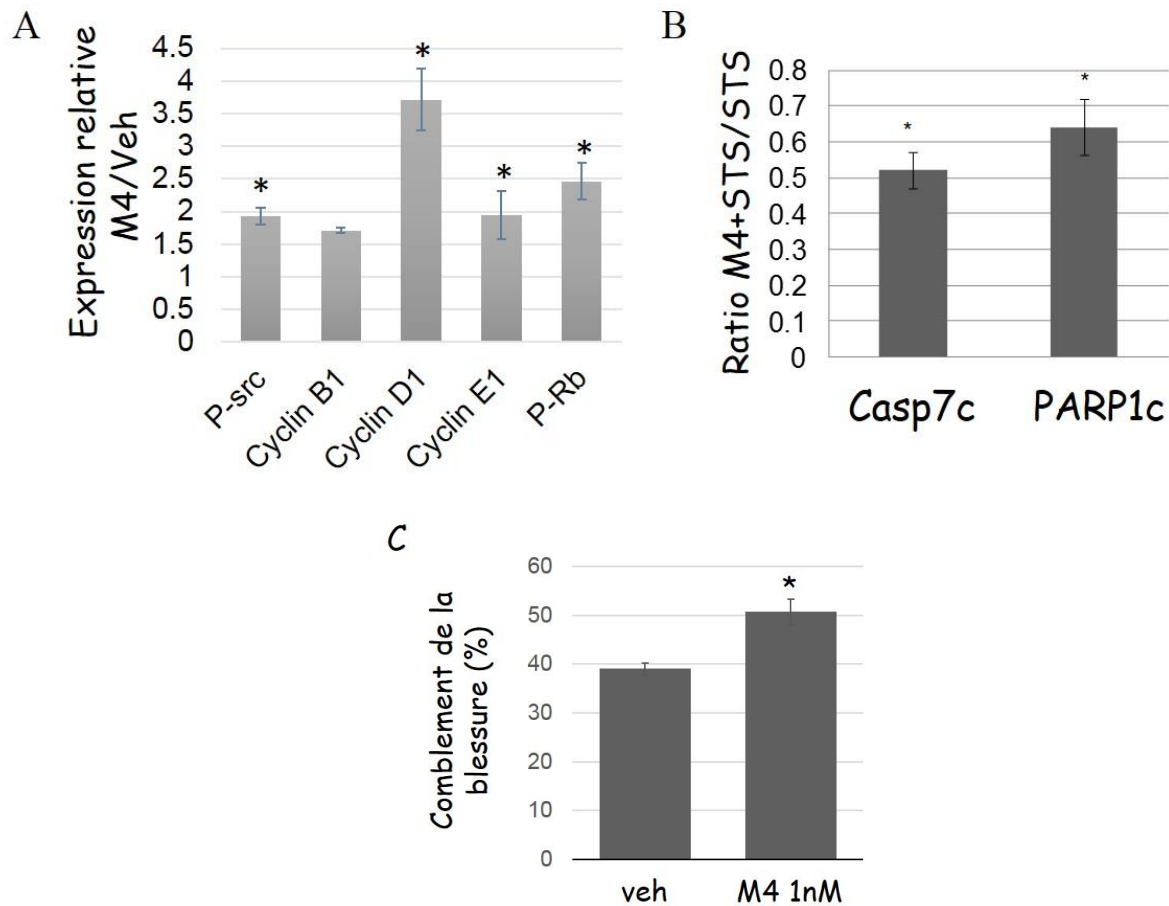 A
Expression relative
M4/Veh
4.5
4
3.5
3
2.5
2
1.5
1
0.5
0
*
*
*
*
P-src
Cyclin B1
Cyclin D1
Cyclin E1
P-Rb
B
Ratio M4+STS/STS
0.8
0.7
0.6
0.5
0.4
0.3
0.2
0.1
0
*
*
Casp7c
PARP1c
C
Comblement de la
blessure (%)
60
50
40
30
20
10
0
*
veh
M4 1nM